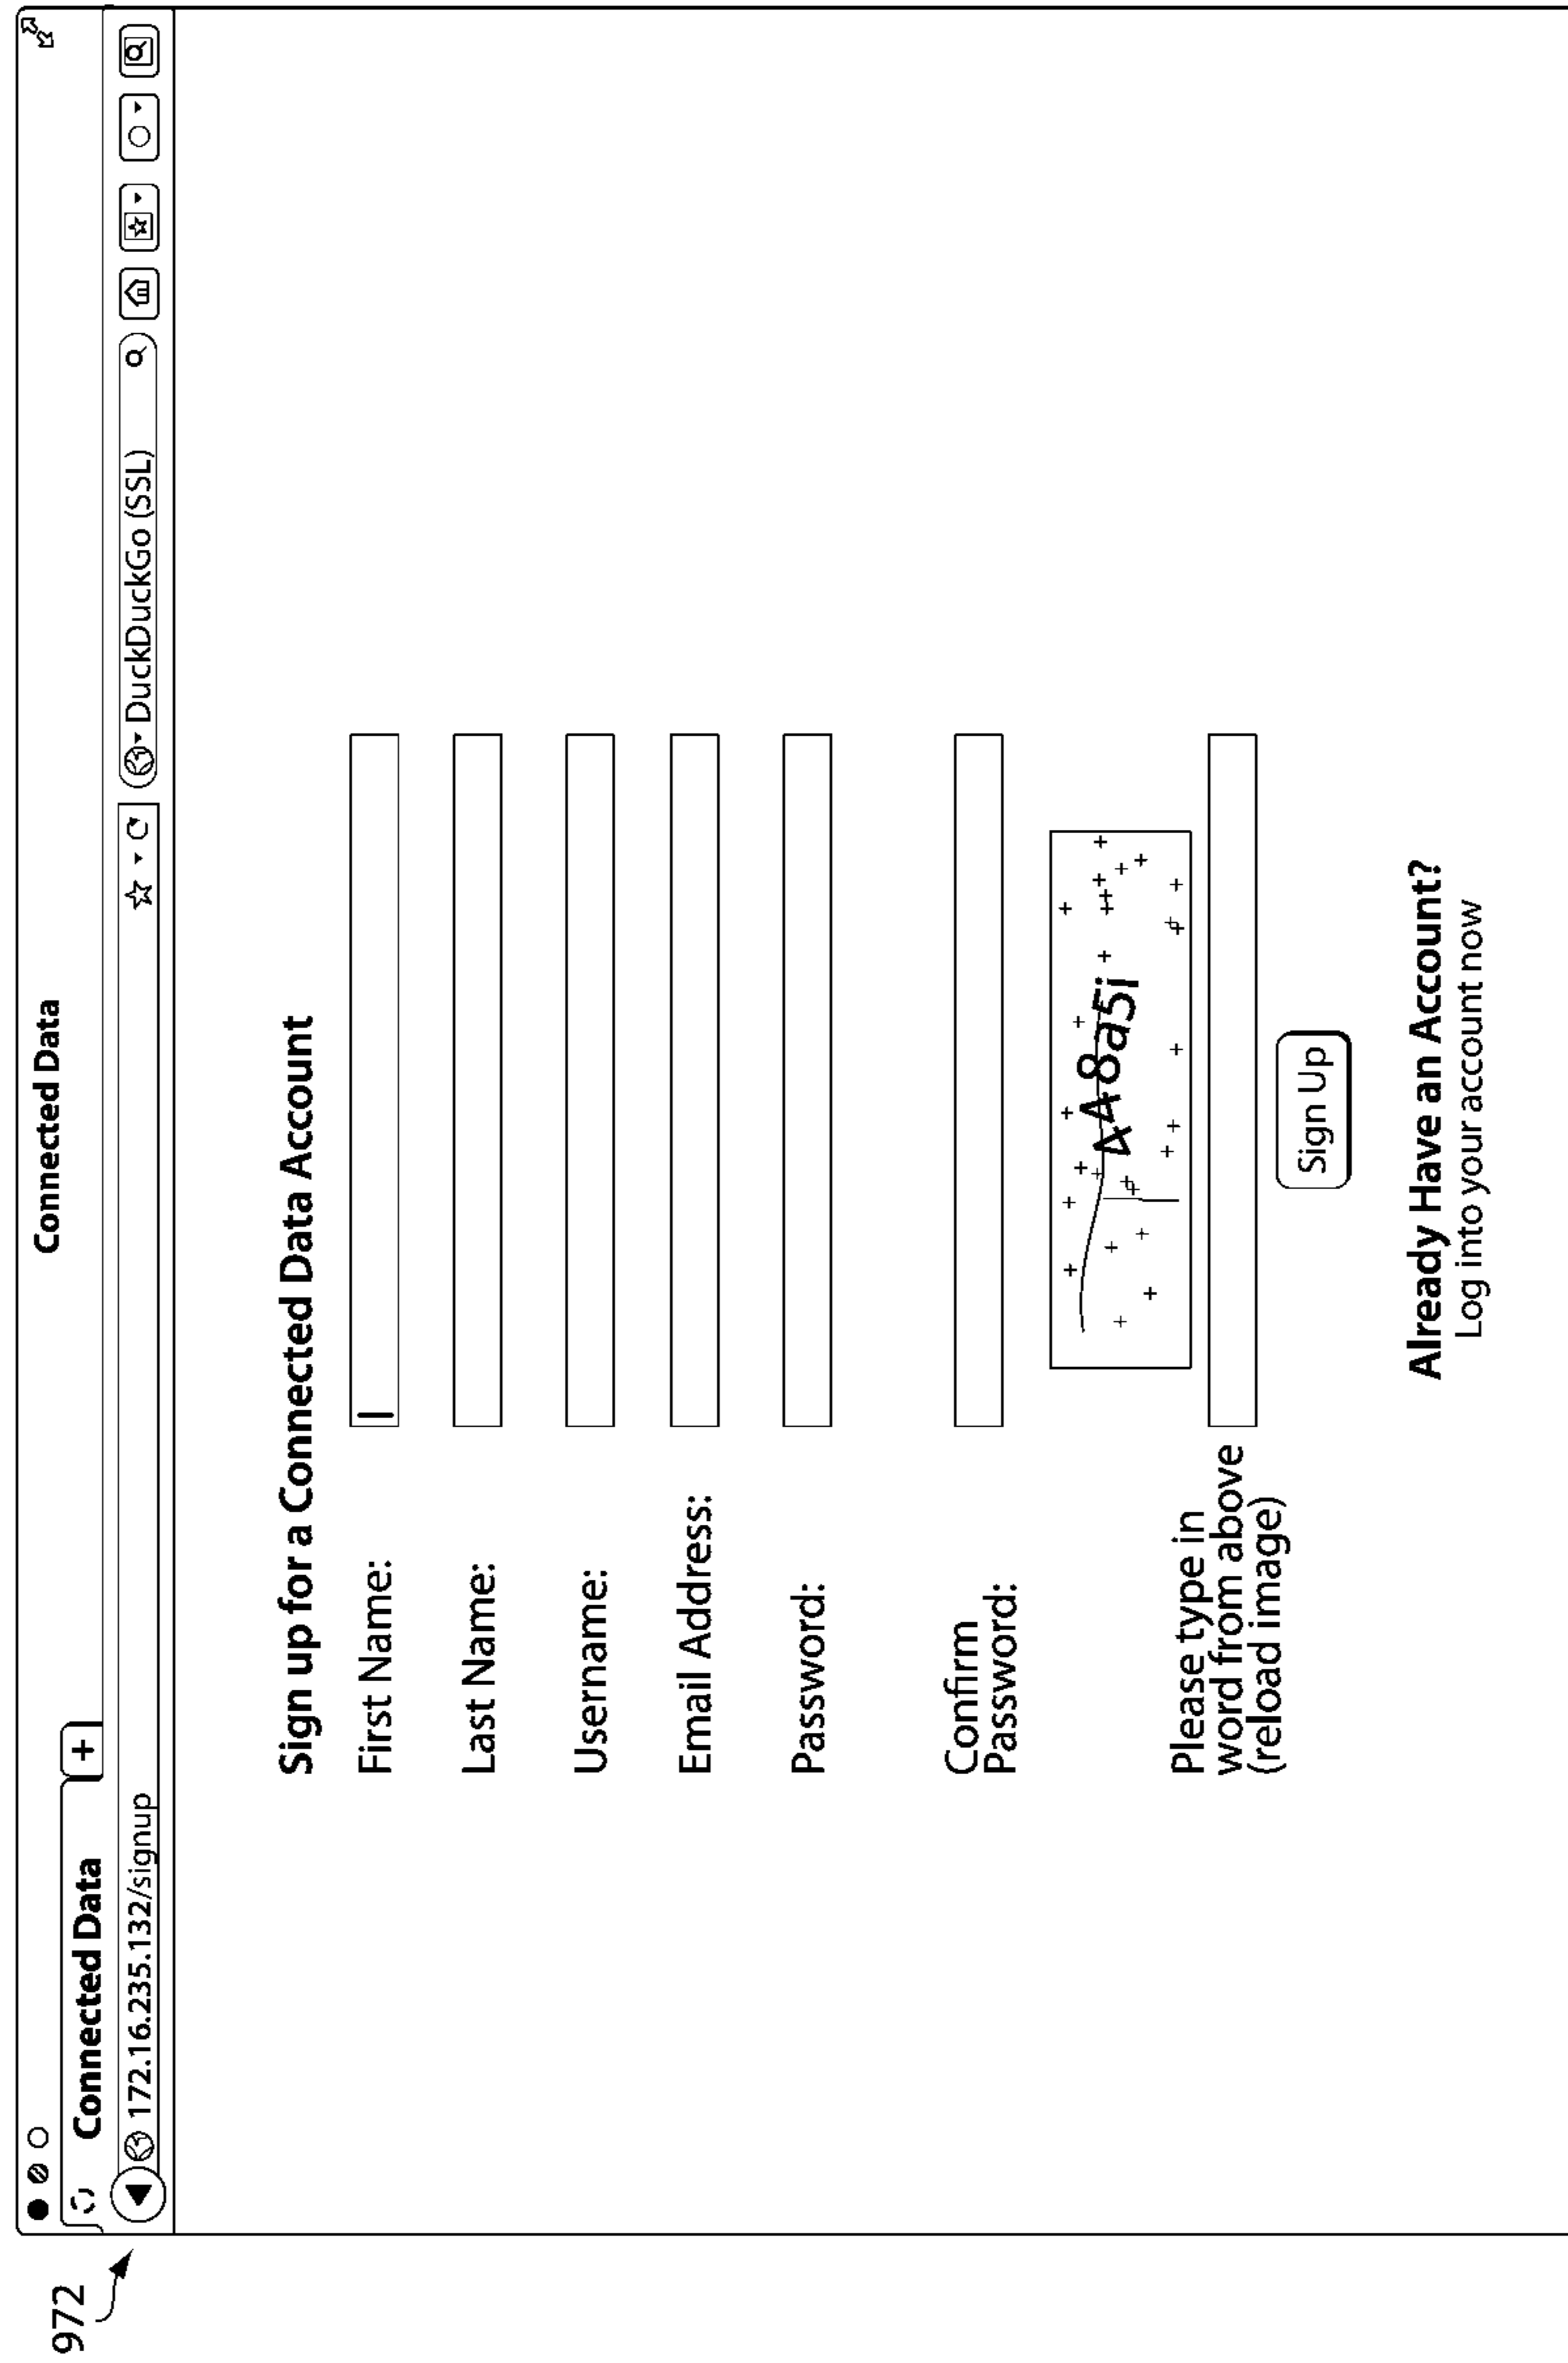 972
Connected Data
Connected Data +
172.16.235.132/signup
DuckDuckGo (SSL)
Sign up for a Connected Data Account
First Name:
Last Name:
Username:
Email Address:
Password:
Confirm
Password:
448a5i
Please type in
word from above
(reload image)
Sign Up
Already Have an Account?
Log into your account now